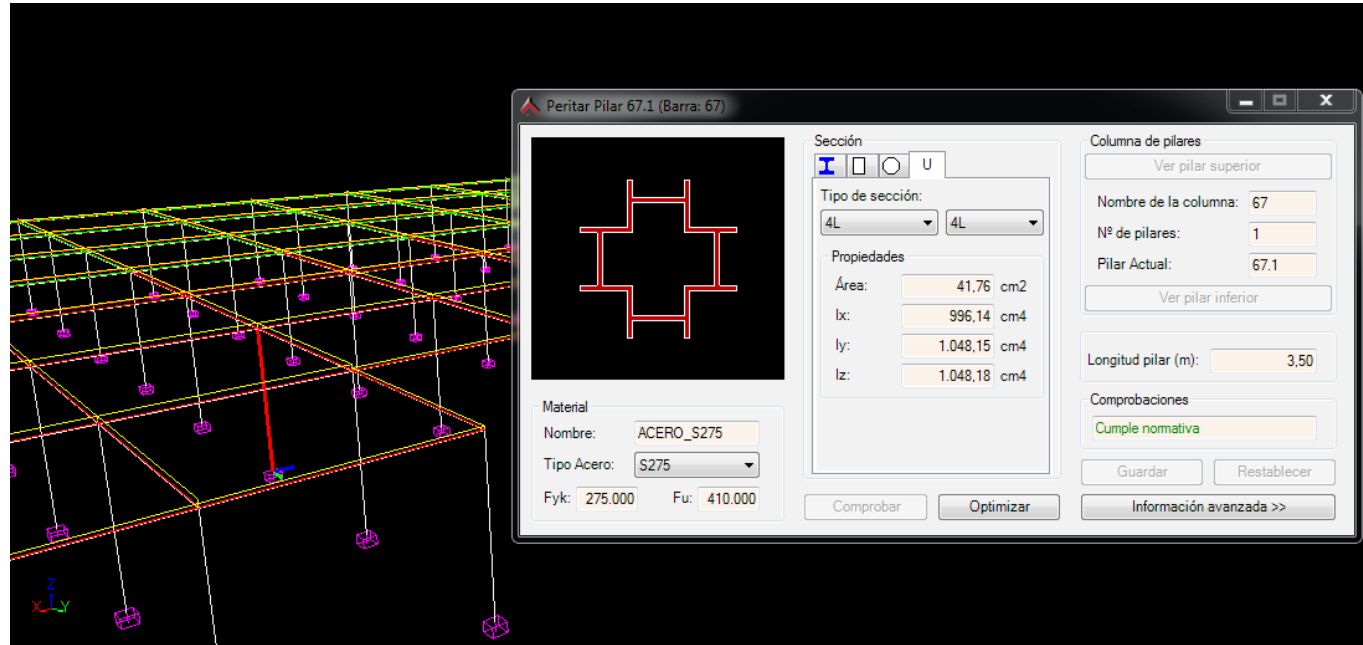 Peritar Pilar 67.1 (Barra: 67)
Sección
U
Tipo de sección:
4L 4L
Propiedades
Área: 41,76 cm2
Ix: 996,14 cm4
Iy: 1.048,15 cm4
Iz: 1.048,18 cm4
Columna de pilares
Ver pilar superior
Nombre de la columna: 67
Nº de pilares: 1
Pilar Actual: 67.1
Ver pilar inferior
Longitud pilar (m): 3,50
Comprobaciones
Cumple normativa
Material
Nombre: ACERO_S275
Tipo Acero: S275
Fyk: 275.000 Fu: 410.000
Comprobar Optimizar
Guardar Restablecer
Información avanzada >>
Z
X Y